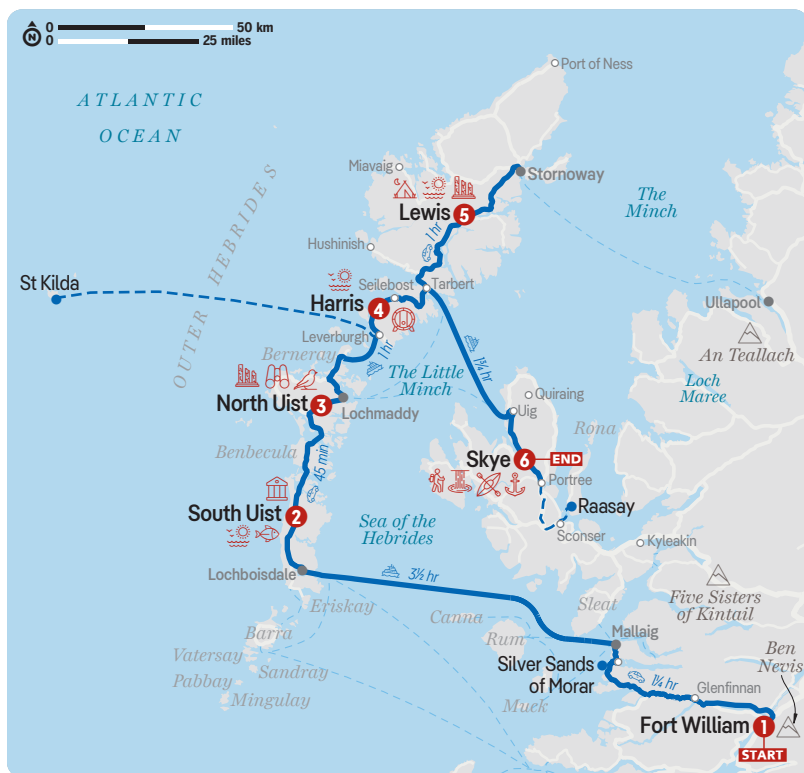 0
50 km
N
0
25 miles
Port of Ness
ATLANTIC
OCEAN
Miavaig
Stornoway
The
Minch
Lewis
5
1 hr
Hushinish
OUTER HEBRIDES
St Kilda
Seilebost
Tarbert
Harris
4
Ullapool
Leverburgh
An Teallach
1 hr
Berneray
1¾ hr
The Little
Minch
Loch
Maree
Quiraing
North Uist
3
Lochmaddy
Uig
Rona
Benbecula
45 min
Skye
6
END
Portree
South Uist
2
Raasay
Sea of the
Hebrides
Sconser
Kyleakin
Lochboisdale
3½ hr
Five Sisters
of Kintail
Eriskay
Sleat
Canna
Barra
Rum
Mallaig
Ben
Nevis
Vatersay
Sandray
Silver Sands
of Morar
Pabbay
Mingulay
Muek
1¼ hr
Glenfinnan
Fort William
1
START